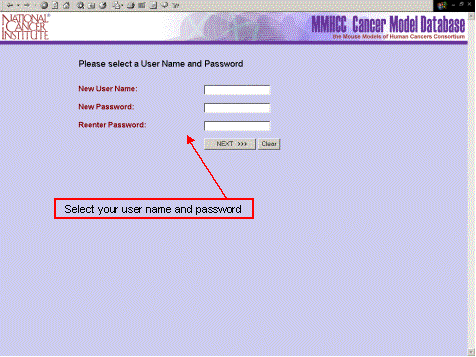 NATIONAL
CANCER
INSTITUTE
MMHCC Cancer Model Database
the Mouse Models of Human Cancers Consortium
Please select a User Name and Password
New User Name:
New Password:
Reenter Password:
NEXT >>> Clear
Select your user name and password